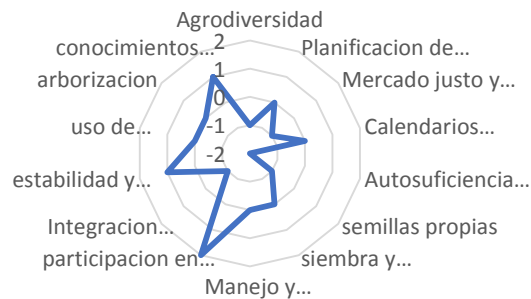 Agrodiversidad
conocimientos...
2
Planificacion de...
arborizacion
1
Mercado justo y...
0
uso de...
-1
Calendarios...
-2
estabilidad y...
Autosuficiencia...
Integracion...
semillas propias
participacion en...
siembra y...
Manejo y...